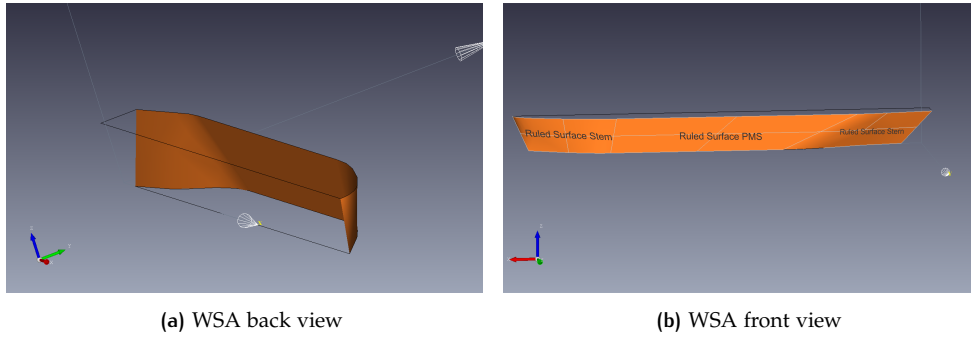 Ruled Surface Stem
Ruled Surface PMS
Ruled Surface Stem
(a) WSA back view
(b) WSA front view